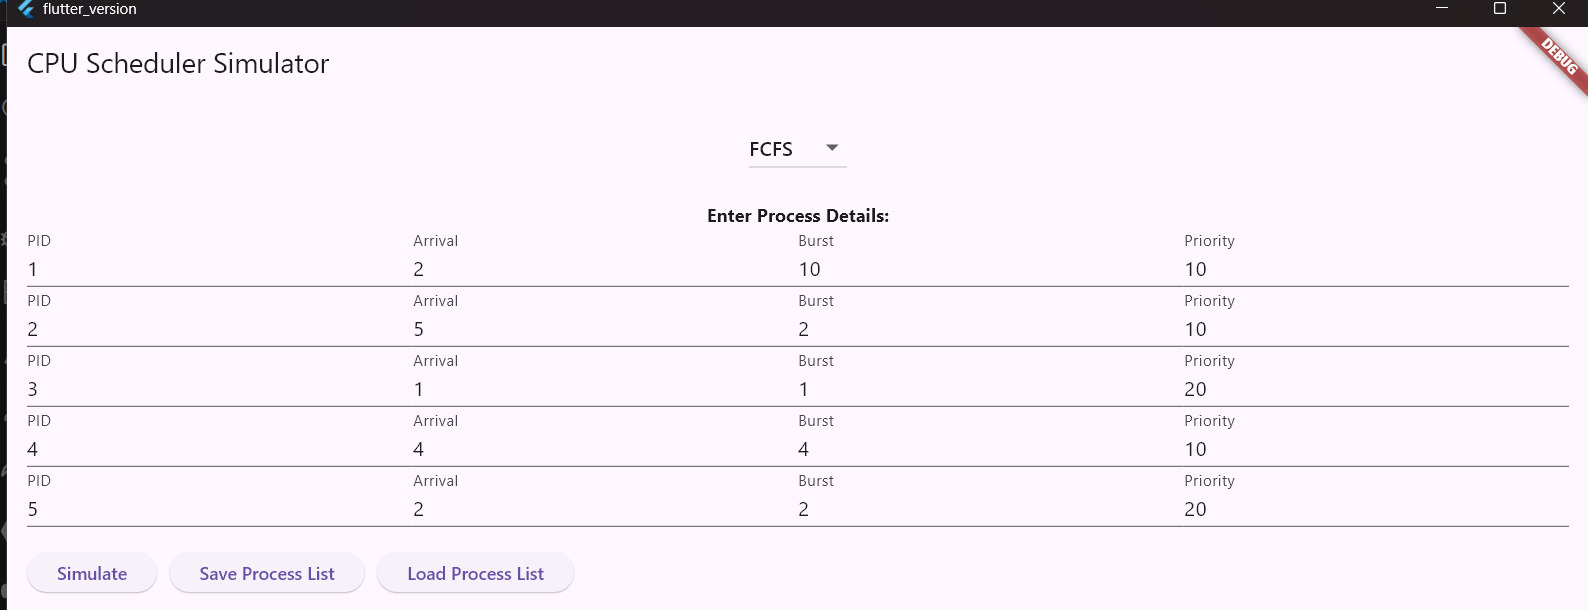 flutter_version
DEBUG
CPU Scheduler Simulator
FCFS
Enter Process Details:
PID Arrival Burst Priority
1 2 10 10
PID Arrival Burst Priority
2 5 2 10
PID Arrival Burst Priority
3 1 1 20
PID Arrival Burst Priority
4 4 4 10
PID Arrival Burst Priority
5 2 2 20
Simulate Save Process List Load Process List